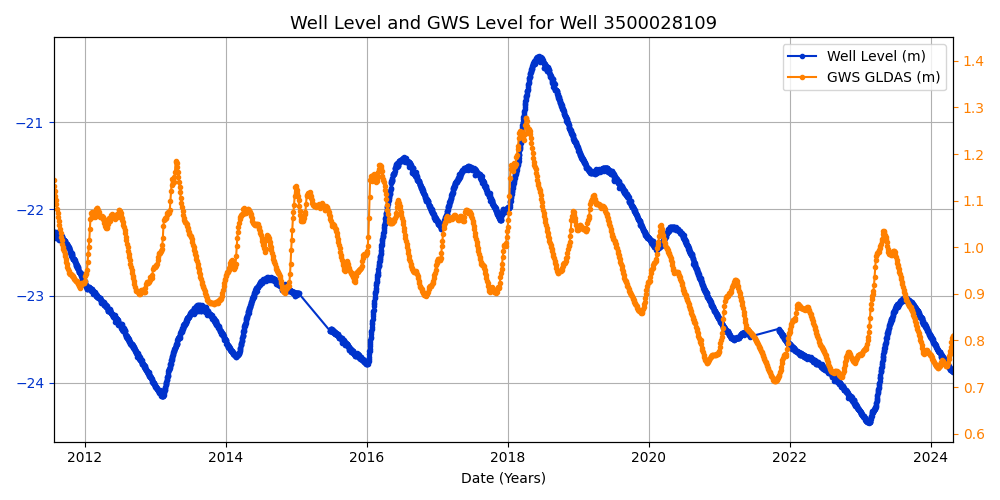 Well Level and GWS Level for Well 3500028109
Well Level (m)
GWS GLDAS (m)
−21
−22
−23
−24
1.4
1.3
1.2
1.1
1.0
0.9
0.8
0.7
0.6
2012 2014 2016 2018 2020 2022 2024
Date (Years)